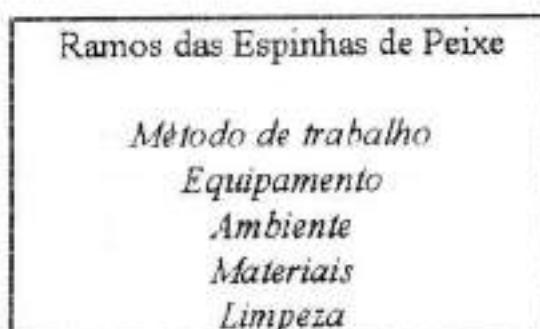 Ramos das Espinhas de Peixe
Método de trabalho
Equipamento
Ambiente
Materiais
Limpeza